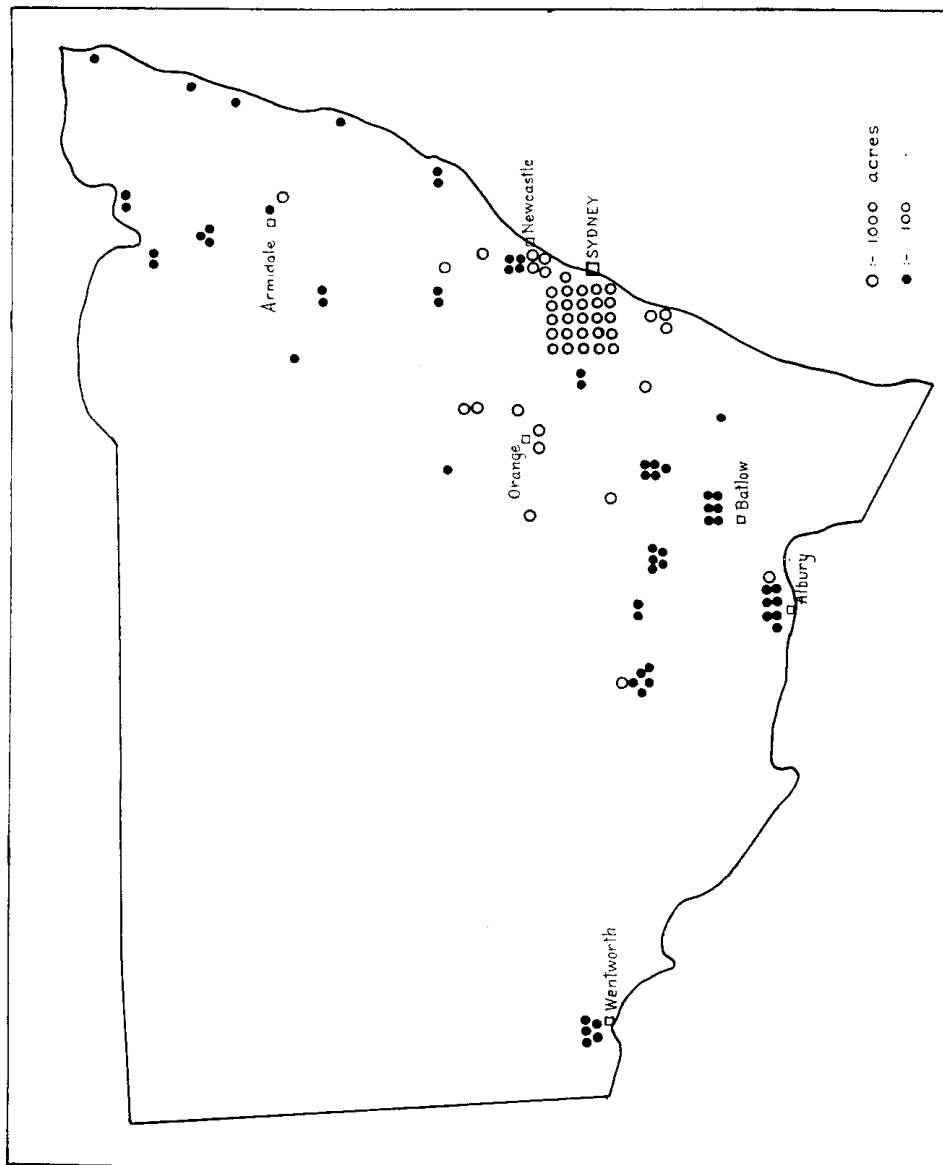 Armidale
Newcastle
SYDNEY
Orange
Batlow
Albury
Wentworth
O :- 1000 acres
● :- 100 .